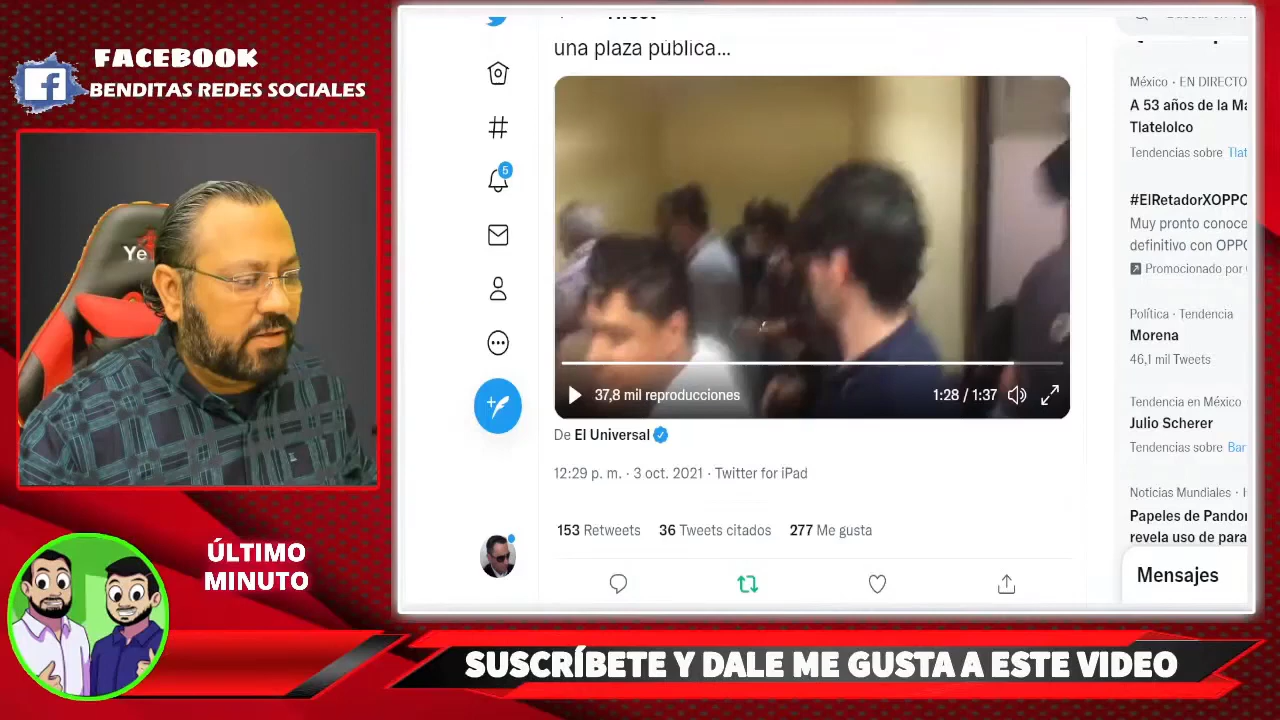 FACEBOOK
BENDITAS REDES SOCIALES
Ye
ÚLTIMO
MINUTO
una plaza pública...
5
37,8 mil reproducciones
1:28 / 1:37
De El Universal
12:29 p. m. · 3 oct. 2021 · Twitter for iPad
153 Retweets 36 Tweets citados 277 Me gusta
México · EN DIRECTO
A 53 años de la Ma
Tlatelolco
Tendencias sobre Tlat
#ElRetadorXOPPO
Muy pronto conoce
definitivo con OPPO
Promocionado por
Política · Tendencia
Morena
46,1 mil Tweets
Tendencia en México
Julio Scherer
Tendencias sobre Bar
Noticias Mundiales
Papeles de Pandor
revela uso de para
Mensajes
SUSCRÍBETE Y DALE ME GUSTA A ESTE VIDEO